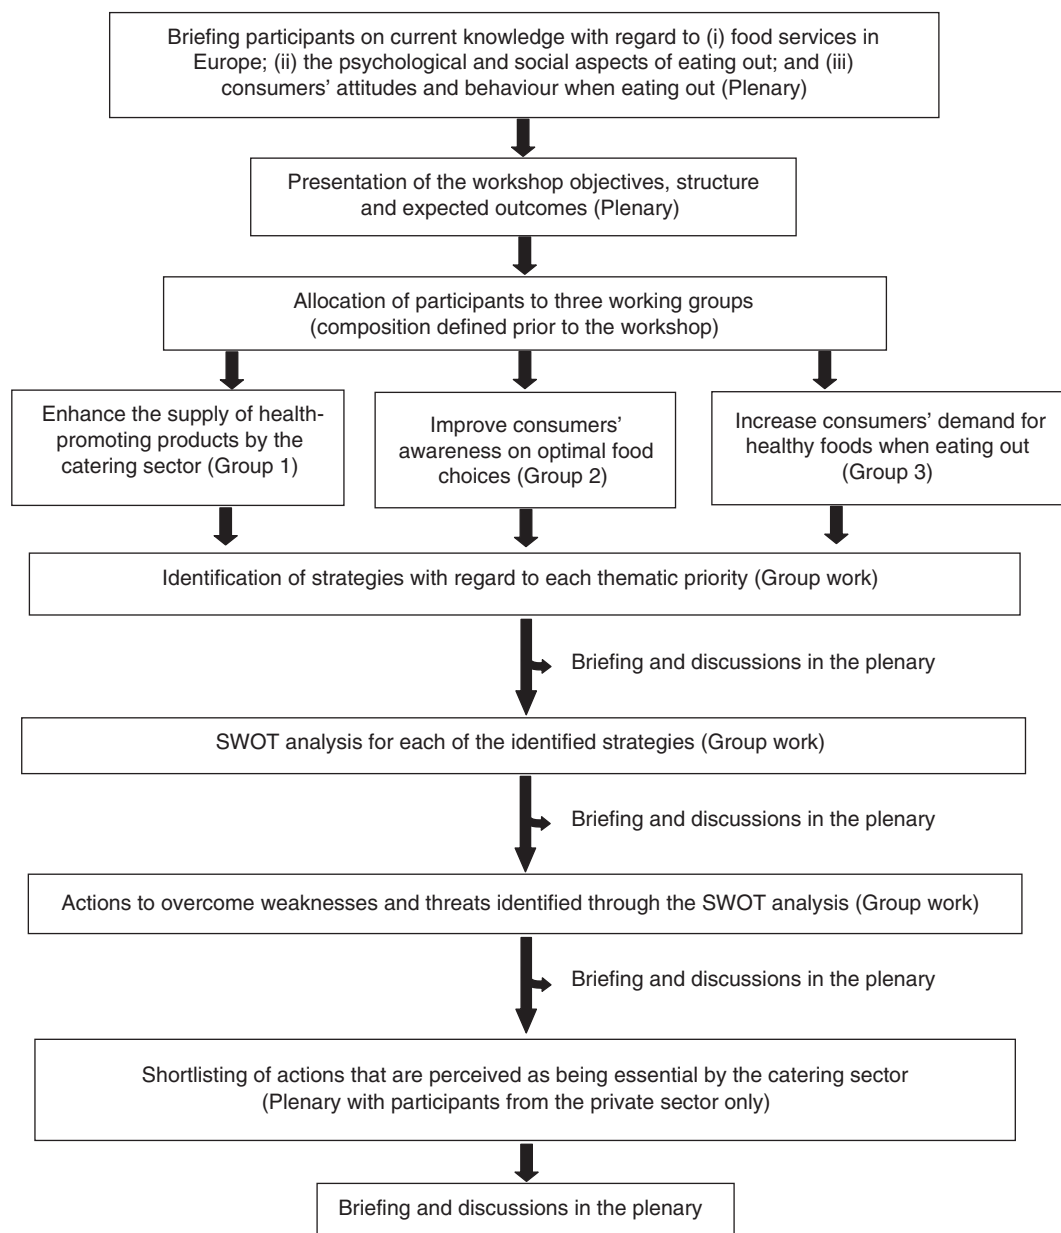 Briefing participants on current knowledge with regard to (i) food services in
Europe; (ii) the psychological and social aspects of eating out; and (iii)
consumers’ attitudes and behaviour when eating out (Plenary)
Presentation of the workshop objectives, structure
and expected outcomes (Plenary)
Allocation of participants to three working groups
(composition defined prior to the workshop)
Enhance the supply of health-
promoting products by the
catering sector (Group 1)
Improve consumers’
awareness on optimal food
choices (Group 2)
Increase consumers’ demand for
healthy foods when eating out
(Group 3)
Identification of strategies with regard to each thematic priority (Group work)
Briefing and discussions in the plenary
SWOT analysis for each of the identified strategies (Group work)
Briefing and discussions in the plenary
Actions to overcome weaknesses and threats identified through the SWOT analysis (Group work)
Briefing and discussions in the plenary
Shortlisting of actions that are perceived as being essential by the catering sector
(Plenary with participants from the private sector only)
Briefing and discussions in the plenary